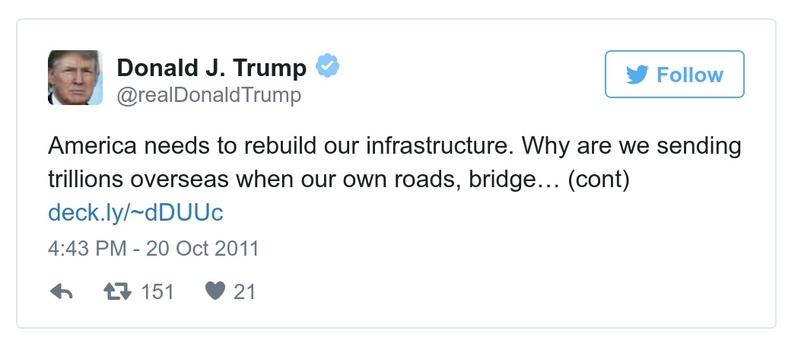 Donald J. Trump
@realDonaldTrump
Follow
America needs to rebuild our infrastructure. Why are we sending
trillions overseas when our own roads, bridge… (cont)
deck.ly/~dDUUc
4:43 PM - 20 Oct 2011
151 21